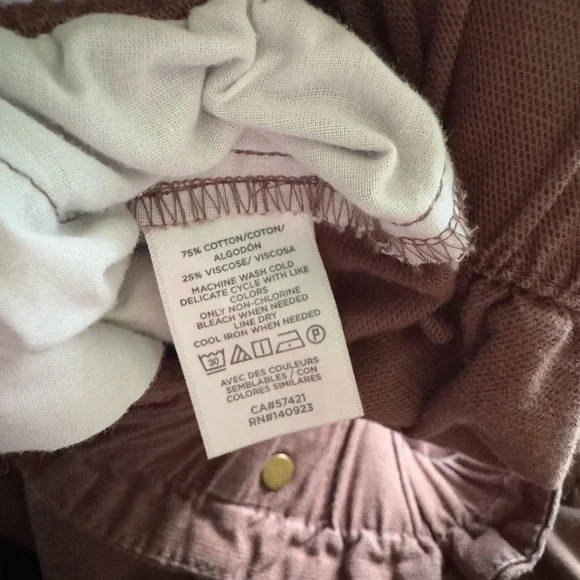 75% COTTON/COTON/
ALGODÓN
25% VISCOSE/ VISCOSA
MACHINE WASH COLD
DELICATE CYCLE WITH LIKE
COLORS
ONLY NON-CHLORINE
BLEACH WHEN NEEDED
LINE DRY
COOL IRON WHEN NEEDED
30 P
AVEC DES COULEUR
SEMBLABLES / CON
COLORES SIMILARES
CA#57421
RN#140923